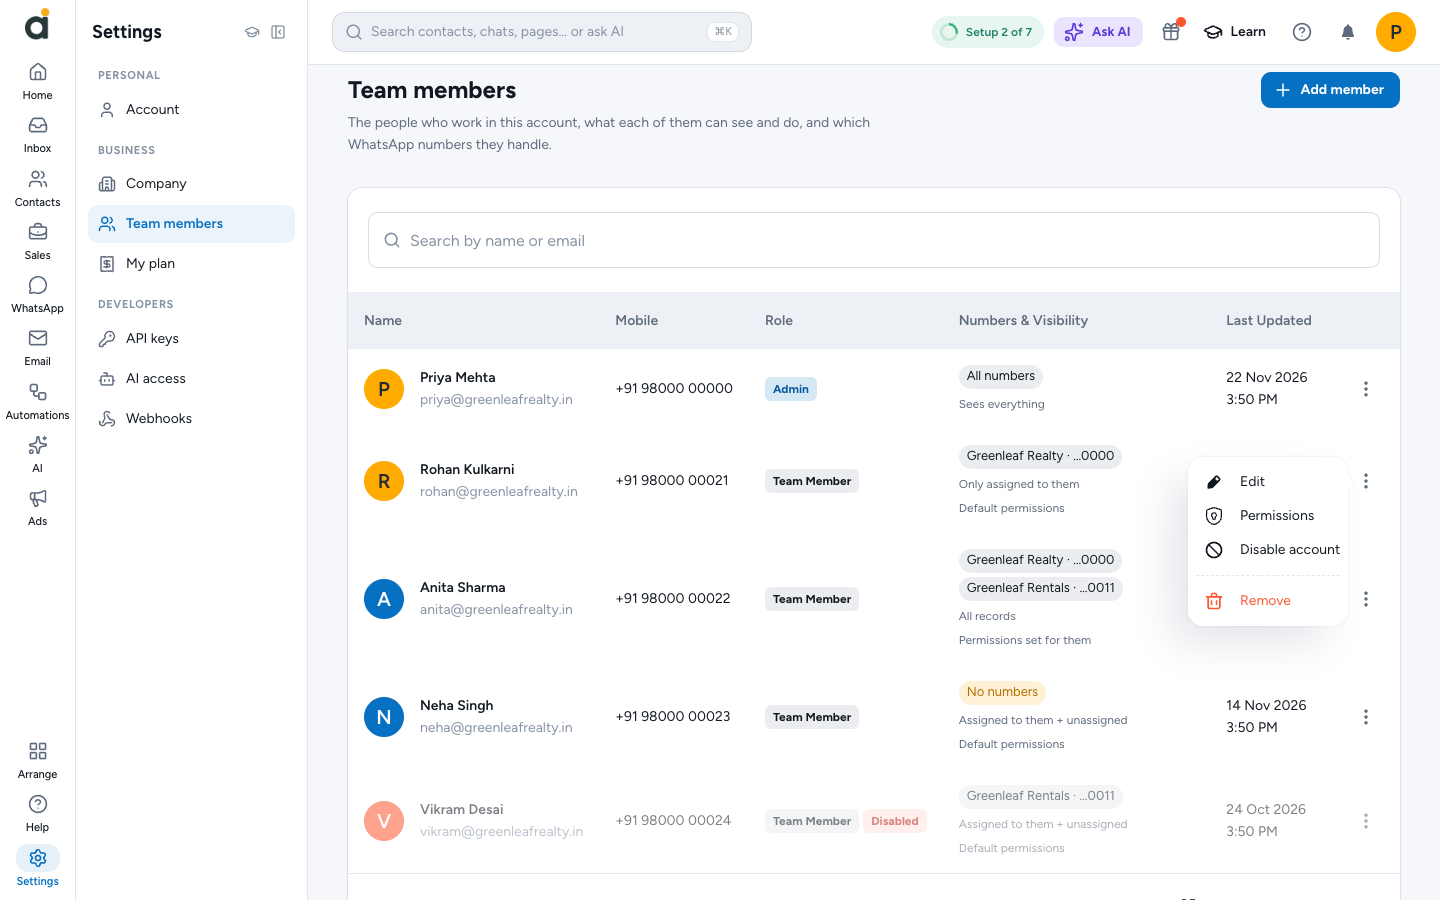 Settings
Search contacts, chats, pages... or ask AI
⌘K
Setup 2 of 7
Ask AI
Learn
P
Home
Inbox
Contacts
Sales
WhatsApp
Email
Automations
AI
Ads
Arrange
Help
Settings
PERSONAL
Account
BUSINESS
Company
Team members
My plan
DEVELOPERS
API keys
AI access
Webhooks
Team members
Add member
The people who work in this account, what each of them can see and do, and which
WhatsApp numbers they handle.
Search by name or email
Name Mobile Role Numbers & Visibility Last Updated
P
Priya Mehta
priya@greenleafrealty.in
+91 98000 00000
Admin
All numbers
Sees everything
22 Nov 2026
3:50 PM
R
Rohan Kulkarni
rohan@greenleafrealty.in
+91 98000 00021
Team Member
Greenleaf Realty · ...0000
Only assigned to them
Default permissions
Edit
Permissions
Disable account
Remove
A
Anita Sharma
anita@greenleafrealty.in
+91 98000 00022
Team Member
Greenleaf Realty · ...0000
Greenleaf Rentals · ...0011
All records
Permissions set for them
N
Neha Singh
neha@greenleafrealty.in
+91 98000 00023
Team Member
No numbers
Assigned to them + unassigned
Default permissions
14 Nov 2026
3:50 PM
V
Vikram Desai
vikram@greenleafrealty.in
+91 98000 00024
Team Member
Disabled
Greenleaf Rentals · ...0011
Assigned to them + unassigned
Default permissions
24 Oct 2026
3:50 PM